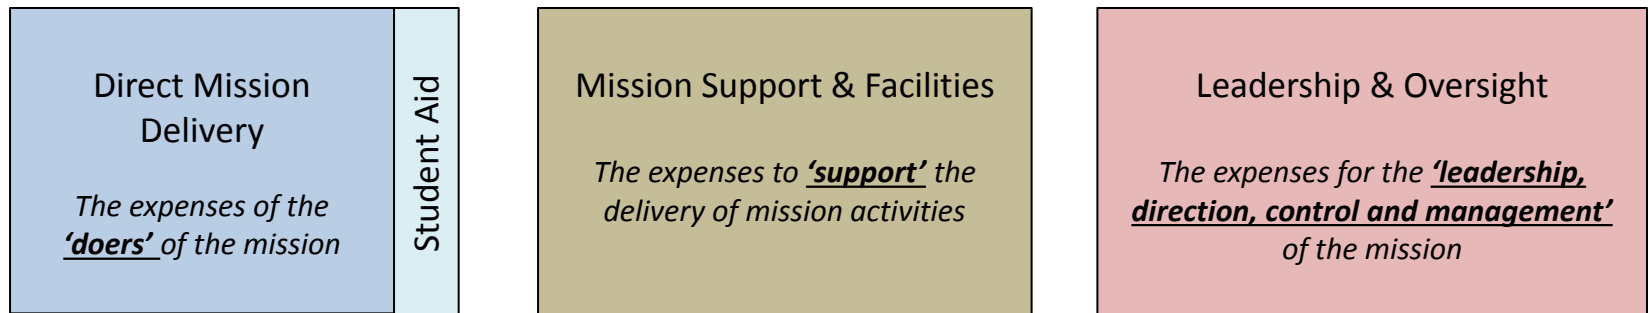 Direct Mission
Delivery
The expenses of the
‘doers’ of the mission
Student Aid
Mission Support & Facilities
The expenses to ‘support’ the
delivery of mission activities
Leadership & Oversight
The expenses for the ‘leadership,
direction, control and management’
of the mission